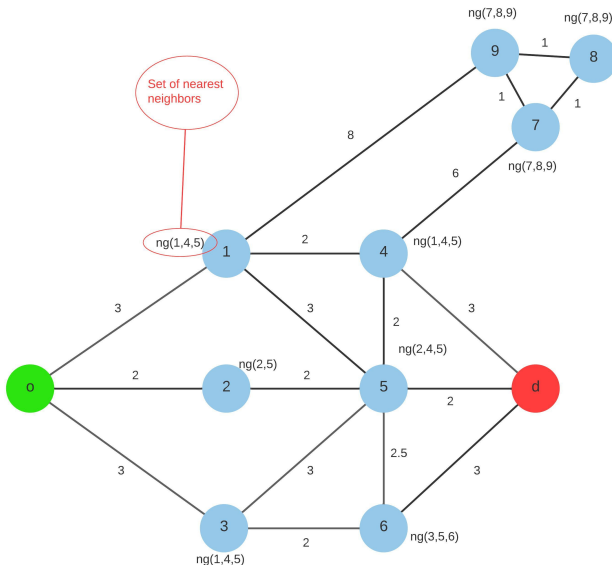 ng(7,8,9)
ng(7,8,9)
9
1
8
Set of nearest
neighbors
1
1
7
8
6
ng(7,8,9)
ng(1,4,5)
1
2
4
ng(1,4,5)
3
3
3
2
ng(2,4,5)
ng(2,5)
o
2
2
2
5
2
d
3
3
2.5
3
3
2
6
ng(3,5,6)
ng(1,4,5)